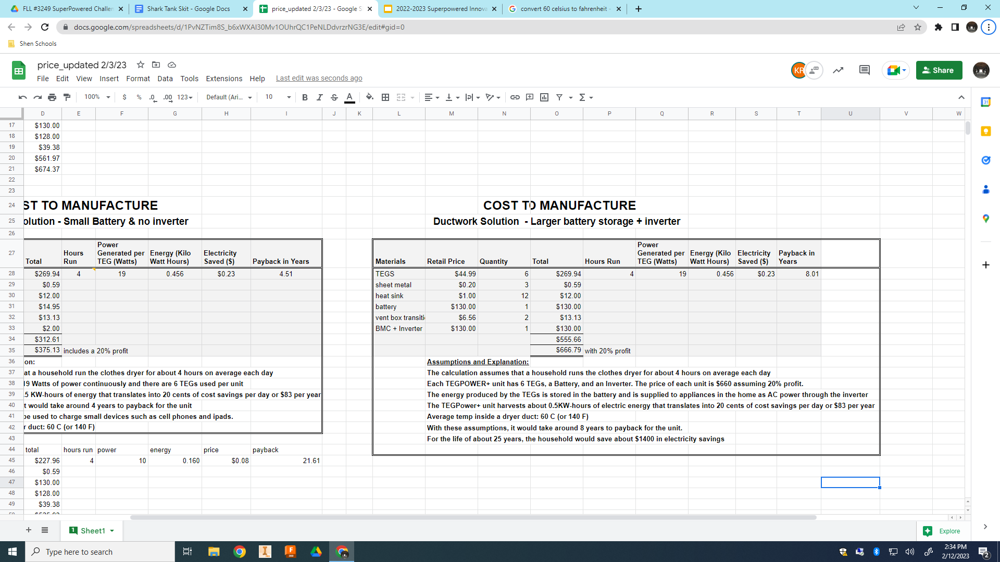 FLL #3249 SuperPowered Challen
Shark Tank Skit - Google Docs
price_updated 2/3/23 - Google S
2022-2023 Superpowered Innova
convert 60 celsius to fahrenheit -
docs.google.com/spreadsheets/d/1PvNZTim8S_b6xWXAI30Mv1OUhrQC1PeNLDdvrzrNG3E/edit#gid=0
Shen Schools
price_updated 2/3/23
KR
Share
File Edit View Insert Format Data Tools Extensions Help Last edit was seconds ago
100% $ % .0 .00 123 Default (Ari... 10 B I S A
31
D E F G H I J K L M N O P Q R S T U V W
17 $130.00
18 $128.00
19 $39.38
20 $561.97
21 $674.37
22
23
24 ST TO MANUFACTURE COST TO MANUFACTURE
25 olution - Small Battery & no inverter Ductwork Solution - Larger battery storage + inverter
26
27 Total Hours Run Power Generated per TEG (Watts) Energy (Kilo Watt Hours) Electricity Saved ($) Payback in Years Materials Retail Price Quantity Total Hours Run Power Generated per TEG (Watts) Energy (Kilo Watt Hours) Electricity Saved ($) Payback in Years
28 $269.94 4 19 0.456 $0.23 4.51 TEGS $44.99 6 $269.94 4 19 0.456 $0.23 8.01
29 $0.59 sheet metal $0.20 3 $0.59
30 $12.00 heat sink $1.00 12 $12.00
31 $14.95 battery $130.00 1 $130.00
32 $13.13 vent box transiti $6.56 2 $13.13
33 $2.00 BMC + Inverter $130.00 1 $130.00
34 $312.61 $555.66
35 $375.13 includes a 20% profit $666.79 with 20% profit
36 on: Assumptions and Explanation:
37 at a household run the clothes dryer for about 4 hours on average each day The calculation assumes that a household runs the clothes dryer for about 4 hours on average each day
38 19 Watts of power continuously and there are 6 TEGs used per unit Each TEGPOWER+ unit has 6 TEGs, a Battery, and an Inverter. The price of each unit is $660 assuming 20% profit.
39 .5 KW-hours of energy that translates into 20 cents of cost savings per day or $83 per year The energy produced by the TEGs is stored in the battery and is supplied to appliances in the home as AC power through the inverter
40 t would take around 4 years to payback for the unit The TEGPower+ unit harvests about 0.5KW-hours of electric energy that translates into 20 cents of cost savings per day or $83 per year
41 be used to charge small devices such as cell phones and ipads. Average temp inside a dryer duct: 60 C (or 140 F)
42 r duct: 60 C (or 140 F) With these assumptions, it would take around 8 years to payback for the unit.
43 For the life of about 25 years, the household would save about $1400 in electricity savings
44 total hours run power energy price payback
45 $227.96 4 10 0.160 $0.08 21.61
46 $0.59
47 $130.00
48 $128.00
49 $39.38
1 Sheet1
Explore
Type here to search
2:34 PM
2/12/2023
2